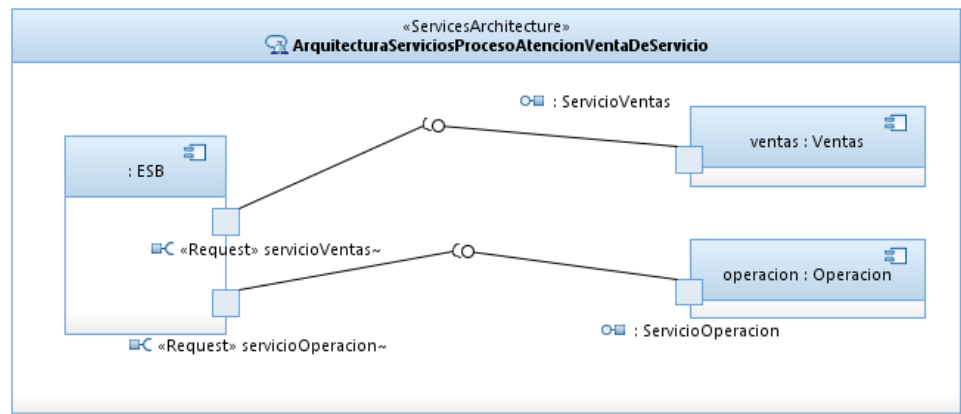 «ServicesArchitecture»
ArquitecturaServiciosProcesoAtencionVentaDeServicio
: ServicioVentas
ventas : Ventas
: ESB
«Request» servicioVentas~
operacion : Operacion
: ServicioOperacion
«Request» servicioOperacion~